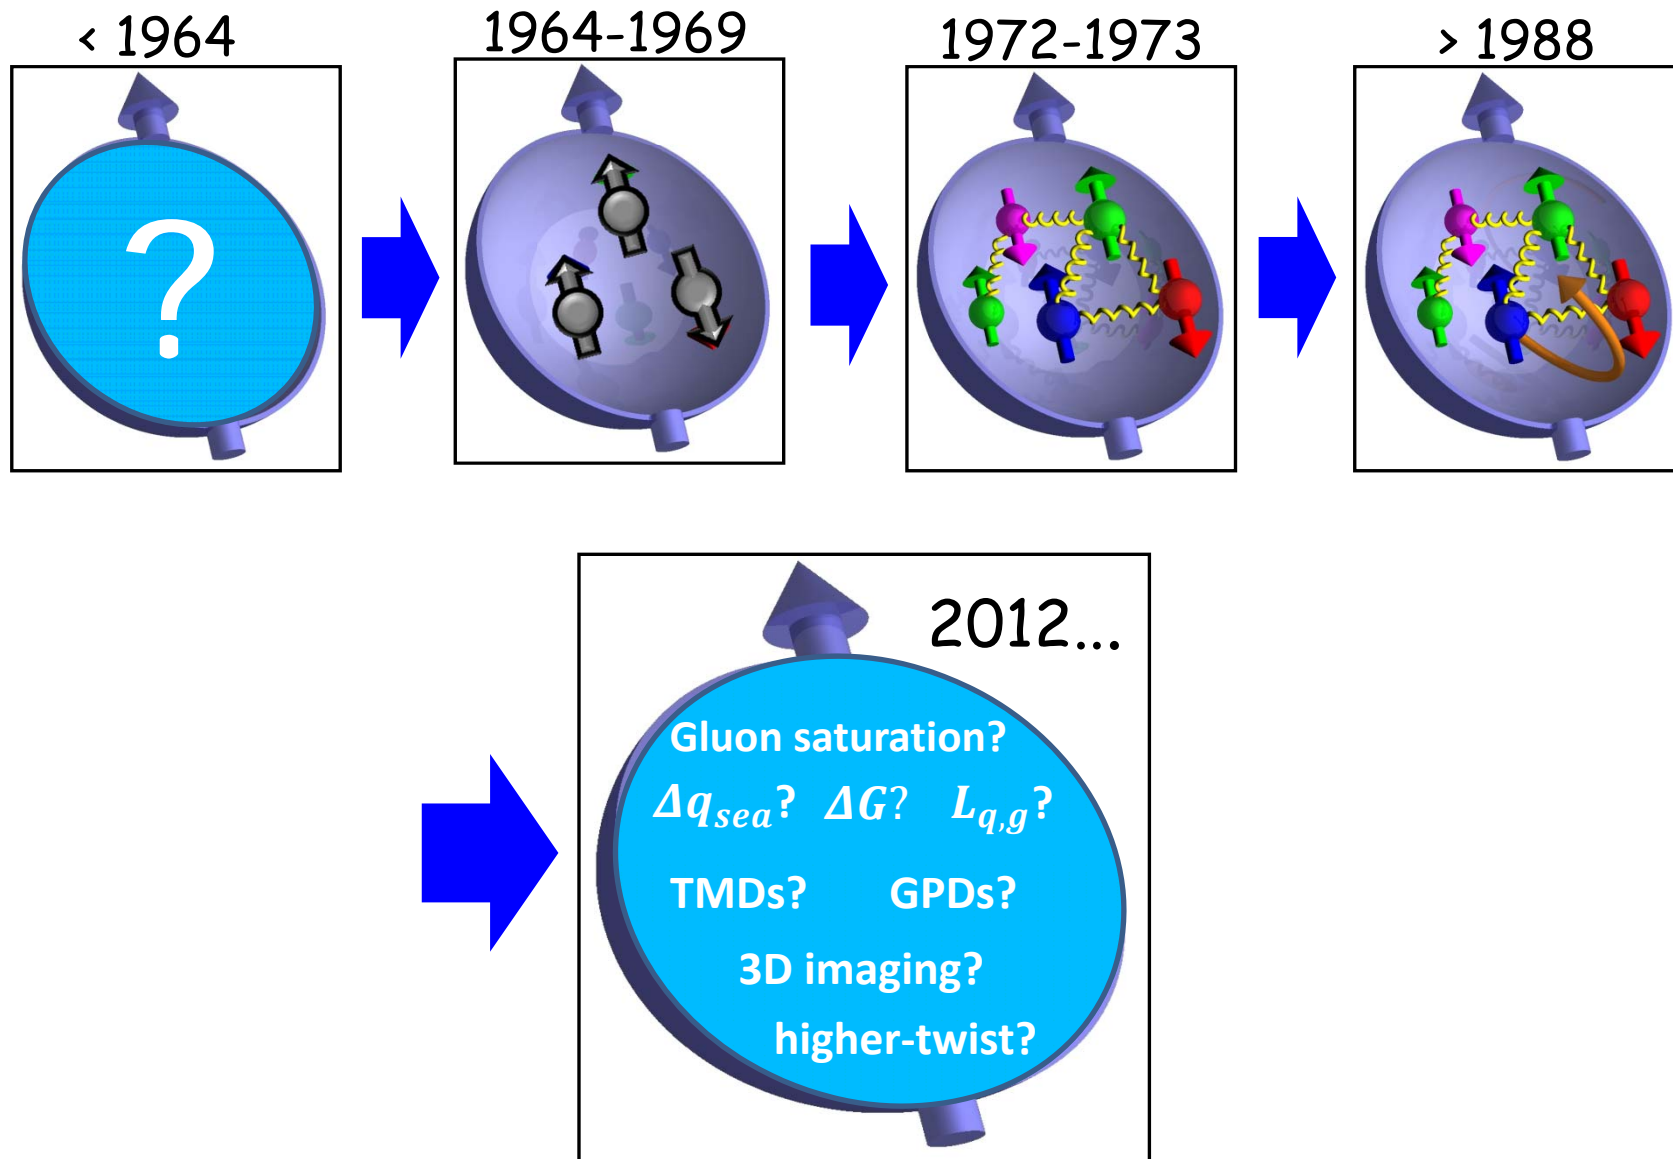 < 1964
1964-1969
1972-1973
> 1988
?
2012...
Gluon saturation?
Δq_sea? ΔG? L_q,g?
TMDs? GPDs?
3D imaging?
higher-twist?